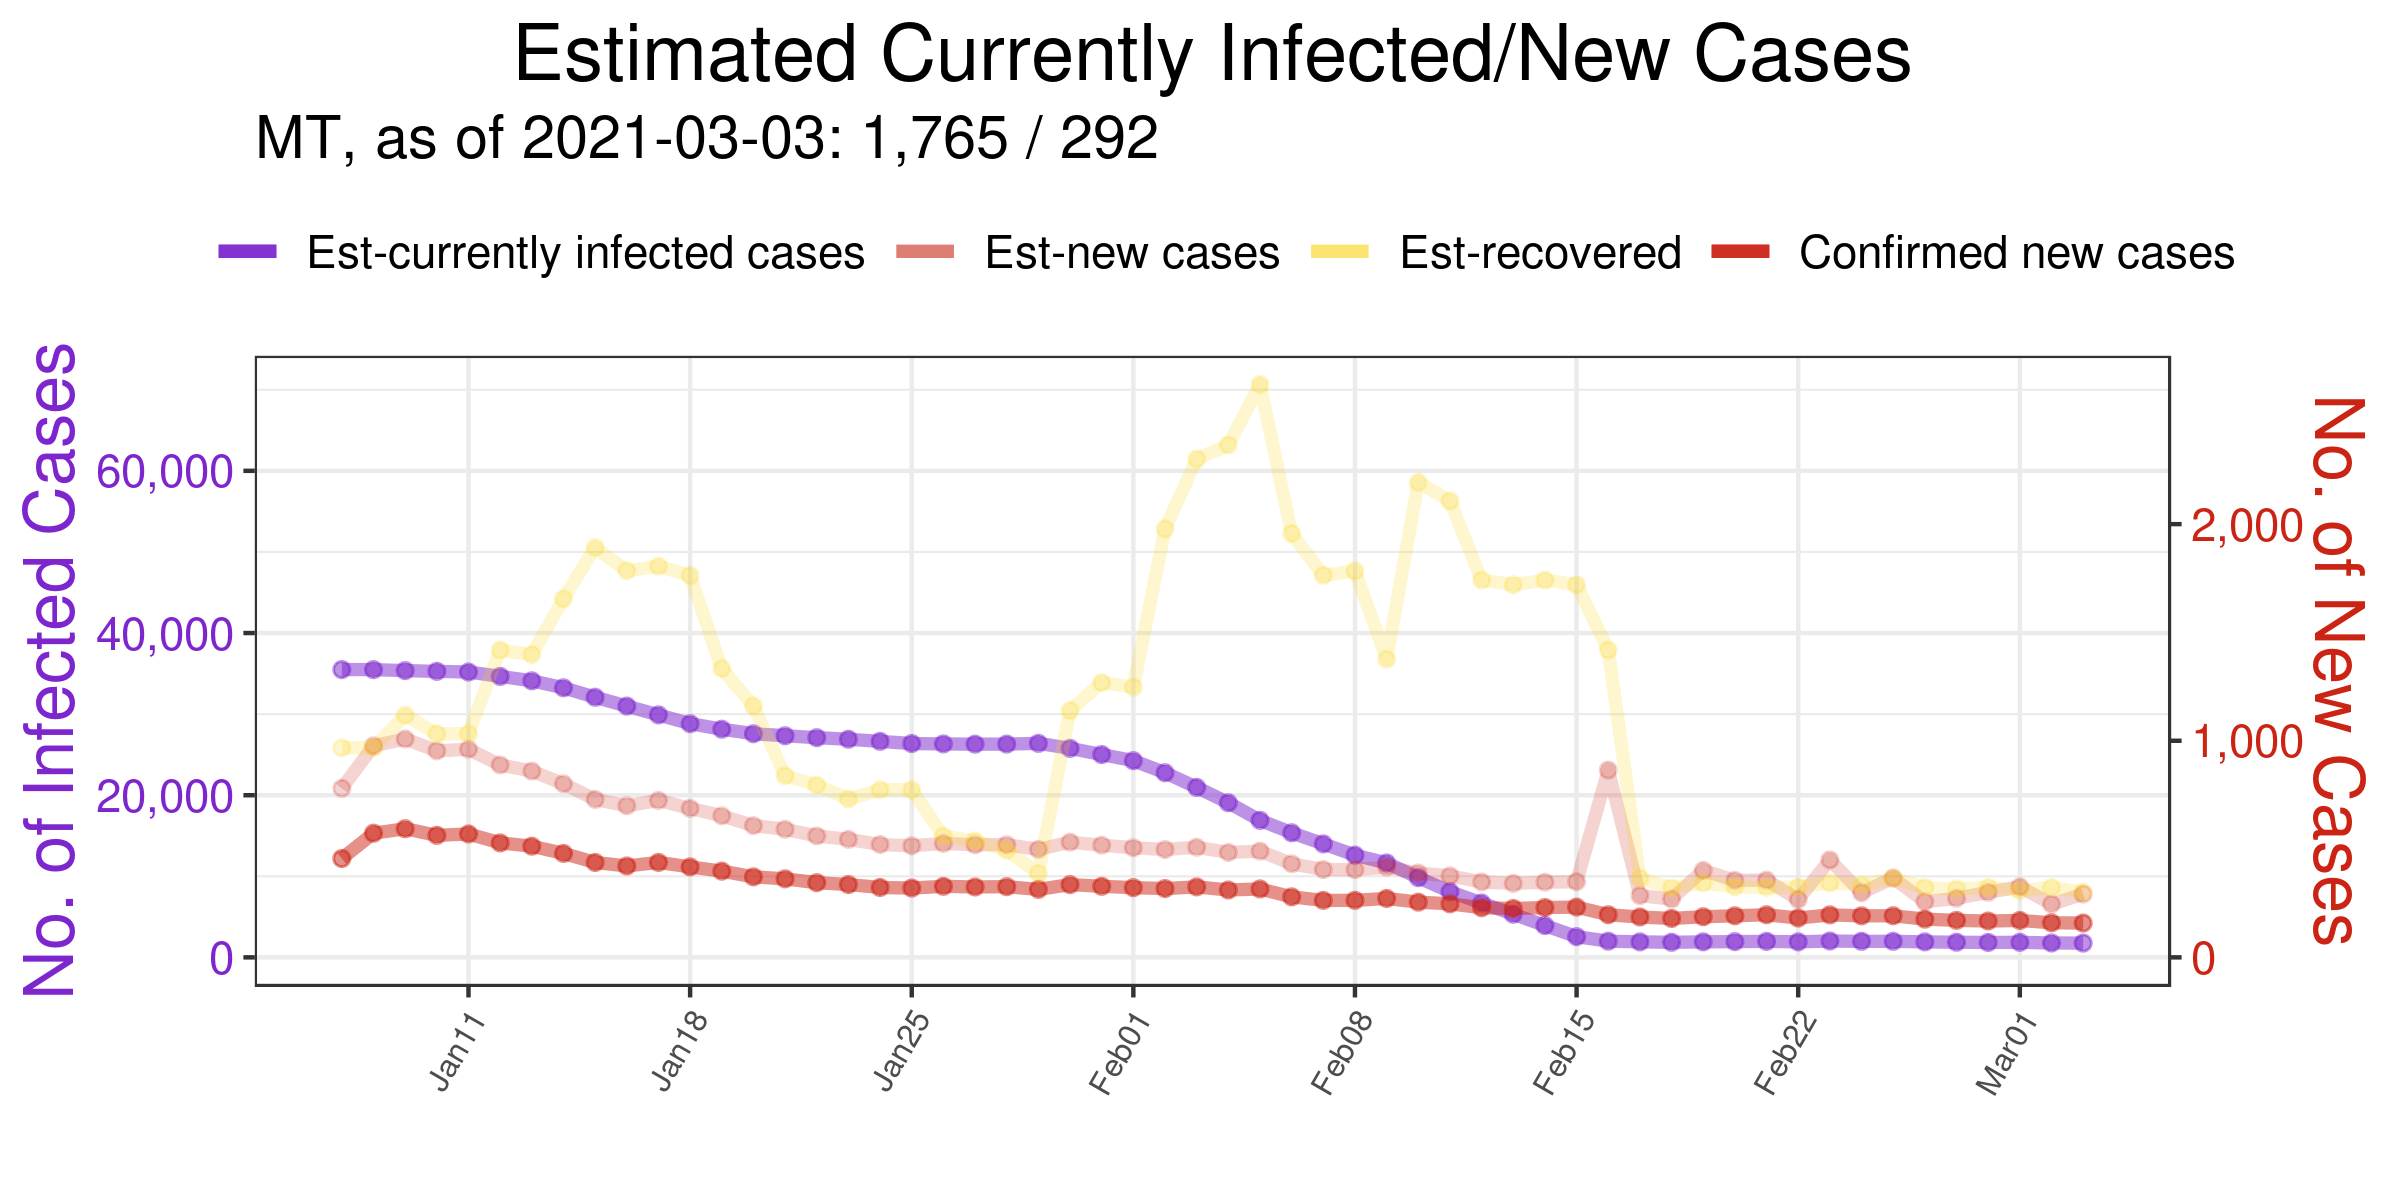 Estimated Currently Infected/New Cases
MT, as of 2021-03-03: 1,765 / 292
Est-currently infected cases Est-new cases Est-recovered Confirmed new cases
No. of Infected Cases
60,000
40,000
20,000
0
2,000
1,000
0
No. of New Cases
Jan11 Jan18 Jan25 Feb01 Feb08 Feb15 Feb22 Mar01